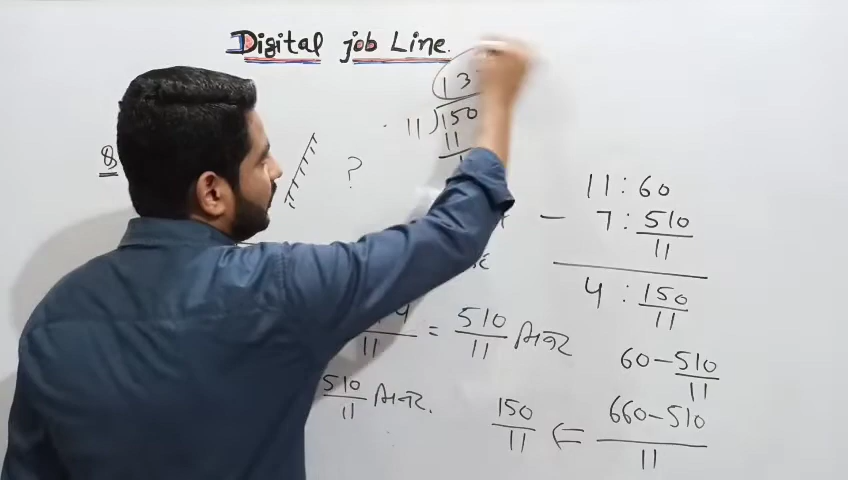 Digital job Line.
13
11 ) 150
11
8
?
11 : 60
- 7 : 510/11
4 : 150/11
= 510/11 मिनट
60 - 510/11
510/11 मिनट.
150/11 <= 660-510/11